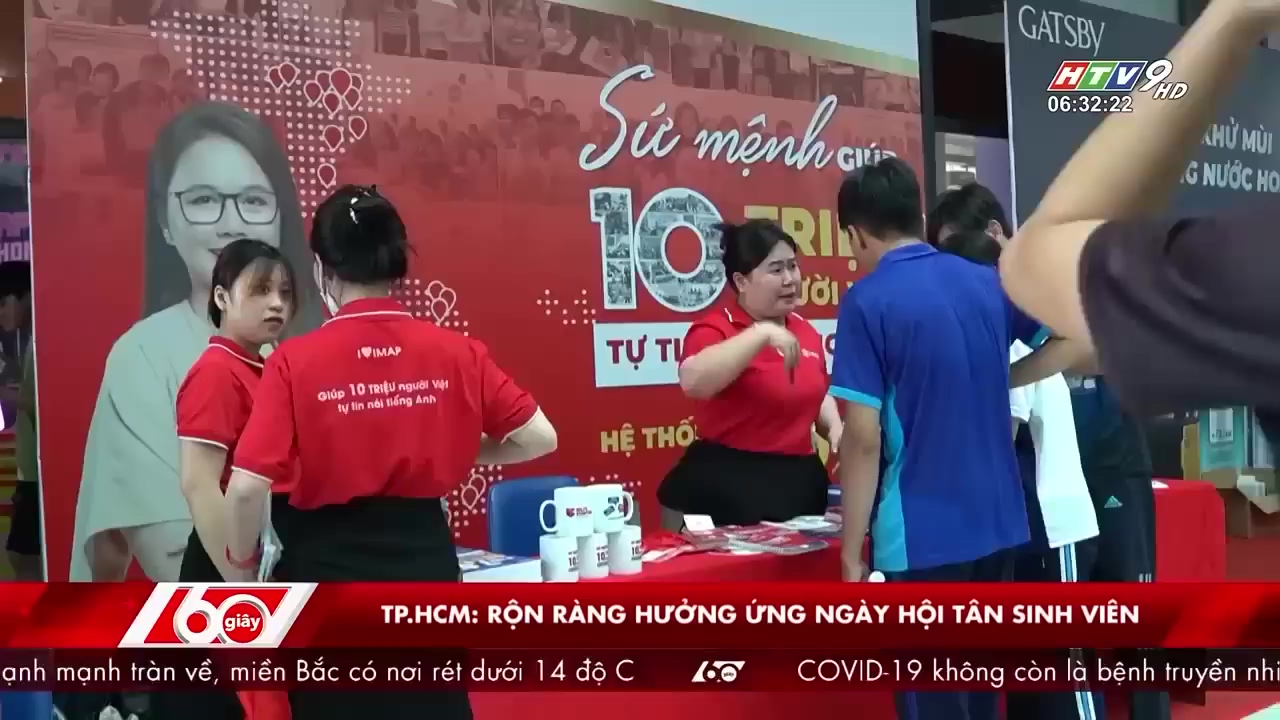 GATSBY
HTV9 HD
06:32:22
KHỬ MÙI
NƯỚC HO
Sứ mệnh GIÚP
10 TRIỆ
TỰ TI
HỆ THỐ
I IMAP
Giúp 10 TRIỆU người Việt
tự tin nói tiếng Anh
60 giây
TP.HCM: RỘN RÀNG HƯỞNG ỨNG NGÀY HỘI TÂN SINH VIÊN
ạnh mạnh tràn về, miền Bắc có nơi rét dưới 14 độ C 60 giây COVID-19 không còn là bệnh truyền nhi